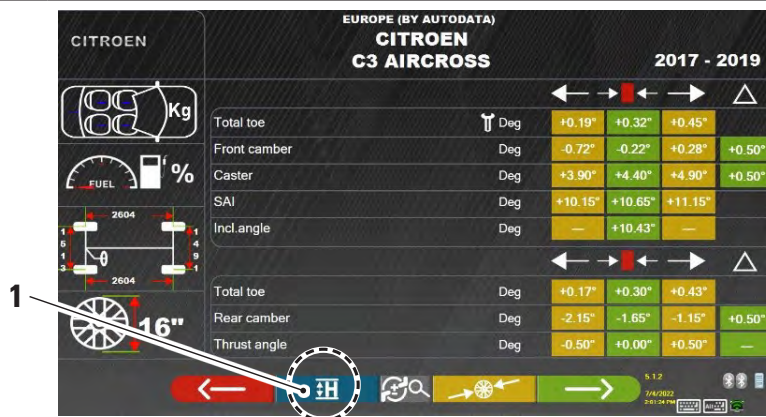 EUROPE (BY AUTODATA)
CITROEN
CITROEN
C3 AIRCROSS
2017 - 2019
Kg
Total toe Deg +0.19° +0.32° +0.45°
Front camber Deg -0.72° -0.22° +0.28° +0.50°
Caster Deg +3.90° +4.40° +4.90° +0.50°
SAI Deg +10.15° +10.65° +11.15°
Incl.angle Deg — +10.43° —
FUEL
%
2604
1513
1491
2604
Total toe Deg +0.17° +0.30° +0.43°
Rear camber Deg -2.15° -1.65° -1.15° +0.50°
Thrust angle Deg -0.50° +0.00° +0.50° —
16"
1
5.1.2
7/4/2022